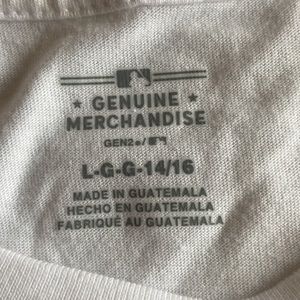 ★ GENUINE ★
MERCHANDISE
GEN2 /
L-G-G-14/16
MADE IN GUATEMALA
HECHO EN GUATEMALA
FABRIQUÉ AU GUATEMALA